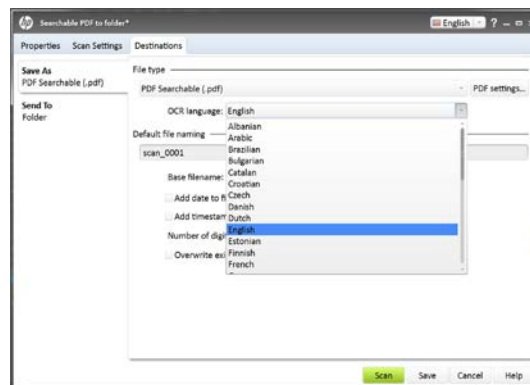 hp Searchable PDF to folder* English ?
Properties Scan Settings Destinations
Save As
PDF Searchable (.pdf)
Send To
Folder
File type
PDF Searchable (.pdf) PDF settings...
OCR language: English
Albanian
Arabic
Brazilian
Bulgarian
Catalan
Croatian
Czech
Danish
Dutch
English
Estonian
Finnish
French
Default file naming
scan_0001
Base filename:
Add date to fi
Add timestam
Number of digi
Overwrite exi
Scan Save Cancel Help